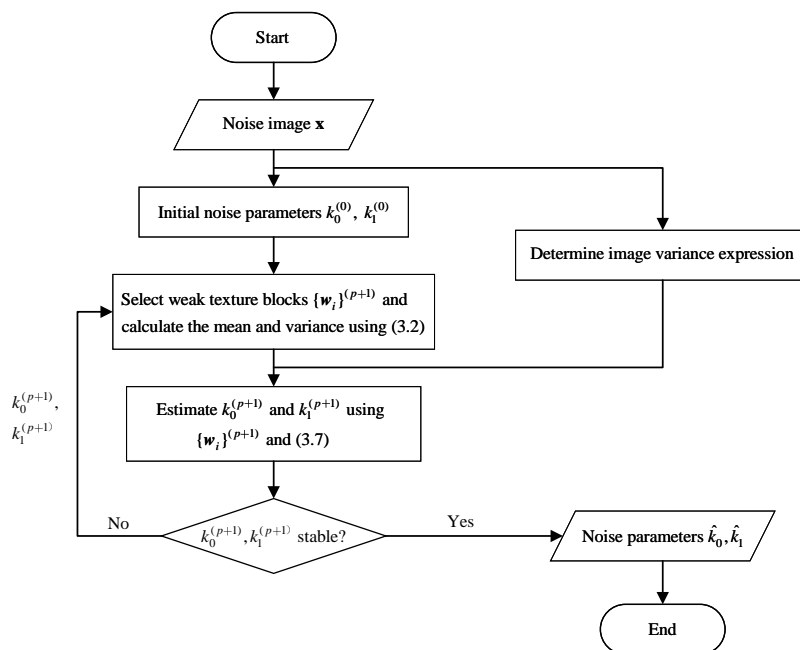 Start
Noise image x
Initial noise parameters k₀⁽⁰⁾, k₁⁽⁰⁾
Determine image variance expression
Select weak texture blocks {wᵢ}⁽ᵖ⁺¹⁾ and
calculate the mean and variance using (3.2)
k₀⁽ᵖ⁺¹⁾,
k₁⁽ᵖ⁺¹⁾
Estimate k₀⁽ᵖ⁺¹⁾ and k₁⁽ᵖ⁺¹⁾ using
{wᵢ}⁽ᵖ⁺¹⁾ and (3.7)
No
k₀⁽ᵖ⁺¹⁾, k₁⁽ᵖ⁺¹⁾ stable?
Yes
Noise parameters k̂₀, k̂₁
End